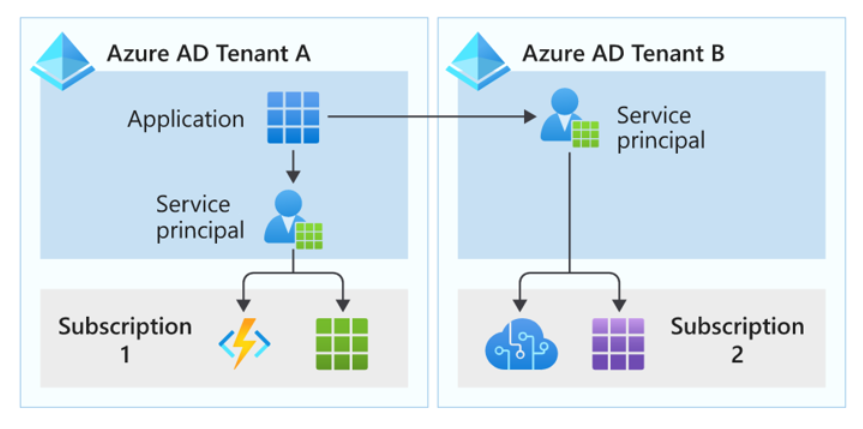 Azure AD Tenant A
Application
Service
principal
Subscription
1
Azure AD Tenant B
Service
principal
Subscription
2